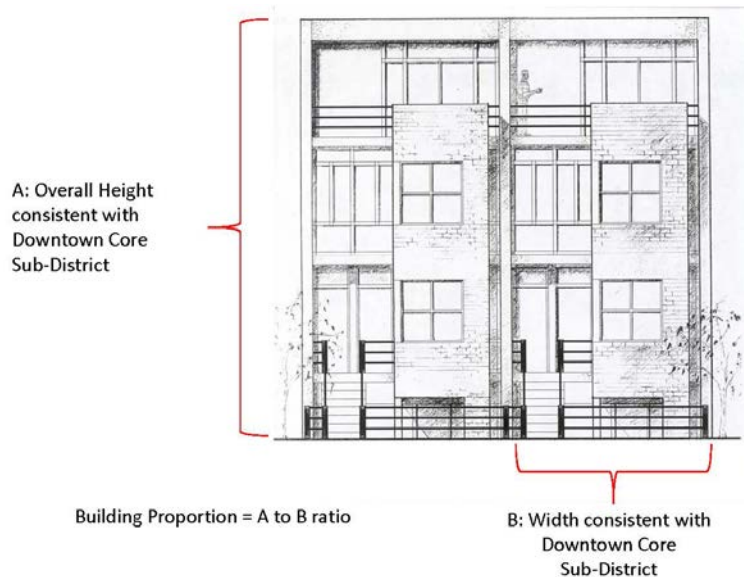 A: Overall Height
consistent with
Downtown Core
Sub-District
Building Proportion = A to B ratio
B: Width consistent with
Downtown Core
Sub-District